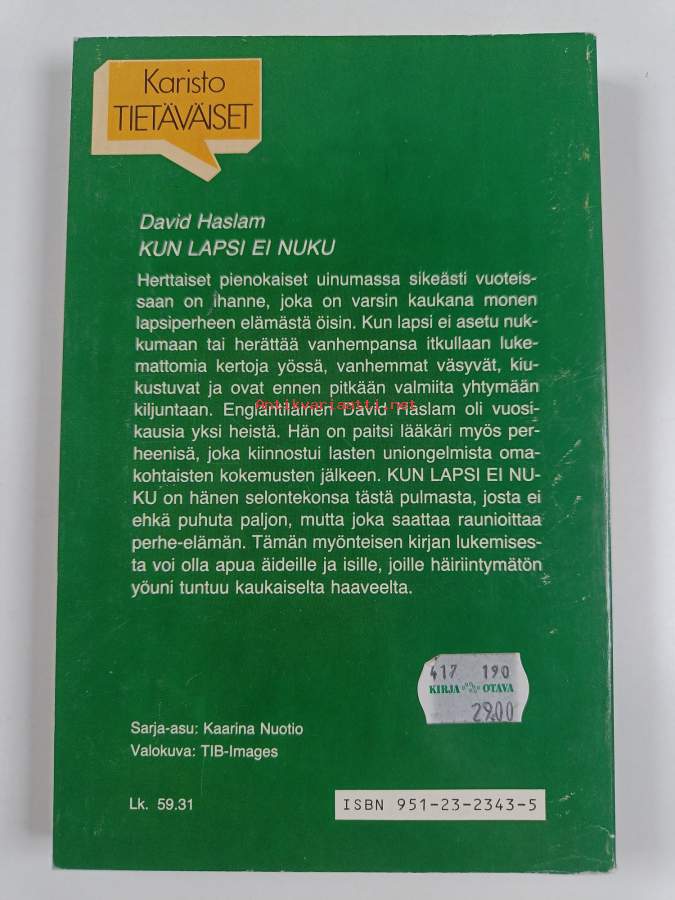 Karisto
TIETÄVÄISET
David Haslam
KUN LAPSI EI NUKU
Herttaiset pienokaiset uinumassa sikeästi vuoteis-
saan on ihanne, joka on varsin kaukana monen
lapsiperheen elämästä öisin. Kun lapsi ei asetu nuk-
kumaan tai herättää vanhempansa itkullaan luke-
mattomia kertoja yössä, vanhemmat väsyvät, kiu-
kustuvat ja ovat ennen pitkään valmiita yhtymään
kiljuntaan. Englantilainen David Haslam oli vuosi-
Antikvariaatti.net
kausia yksi heistä. Hän on paitsi lääkäri myös per-
heenisä, joka kiinnostui lasten uniongelmista oma-
kohtaisten kokemusten jälkeen. KUN LAPSI EI NU-
KU on hänen selontekonsa tästä pulmasta, josta ei
ehkä puhuta paljon, mutta joka saattaa raunioittaa
perhe-elämän. Tämän myönteisen kirjan lukemises-
ta voi olla apua äideille ja isille, joille häiriintymätön
yöuni tuntuu kaukaiselta haaveelta.
417 190
KIRJA OTAVA
29.00
Sarja-asu: Kaarina Nuotio
Valokuva: TIB-Images
Lk. 59.31
ISBN 951-23-2343-5